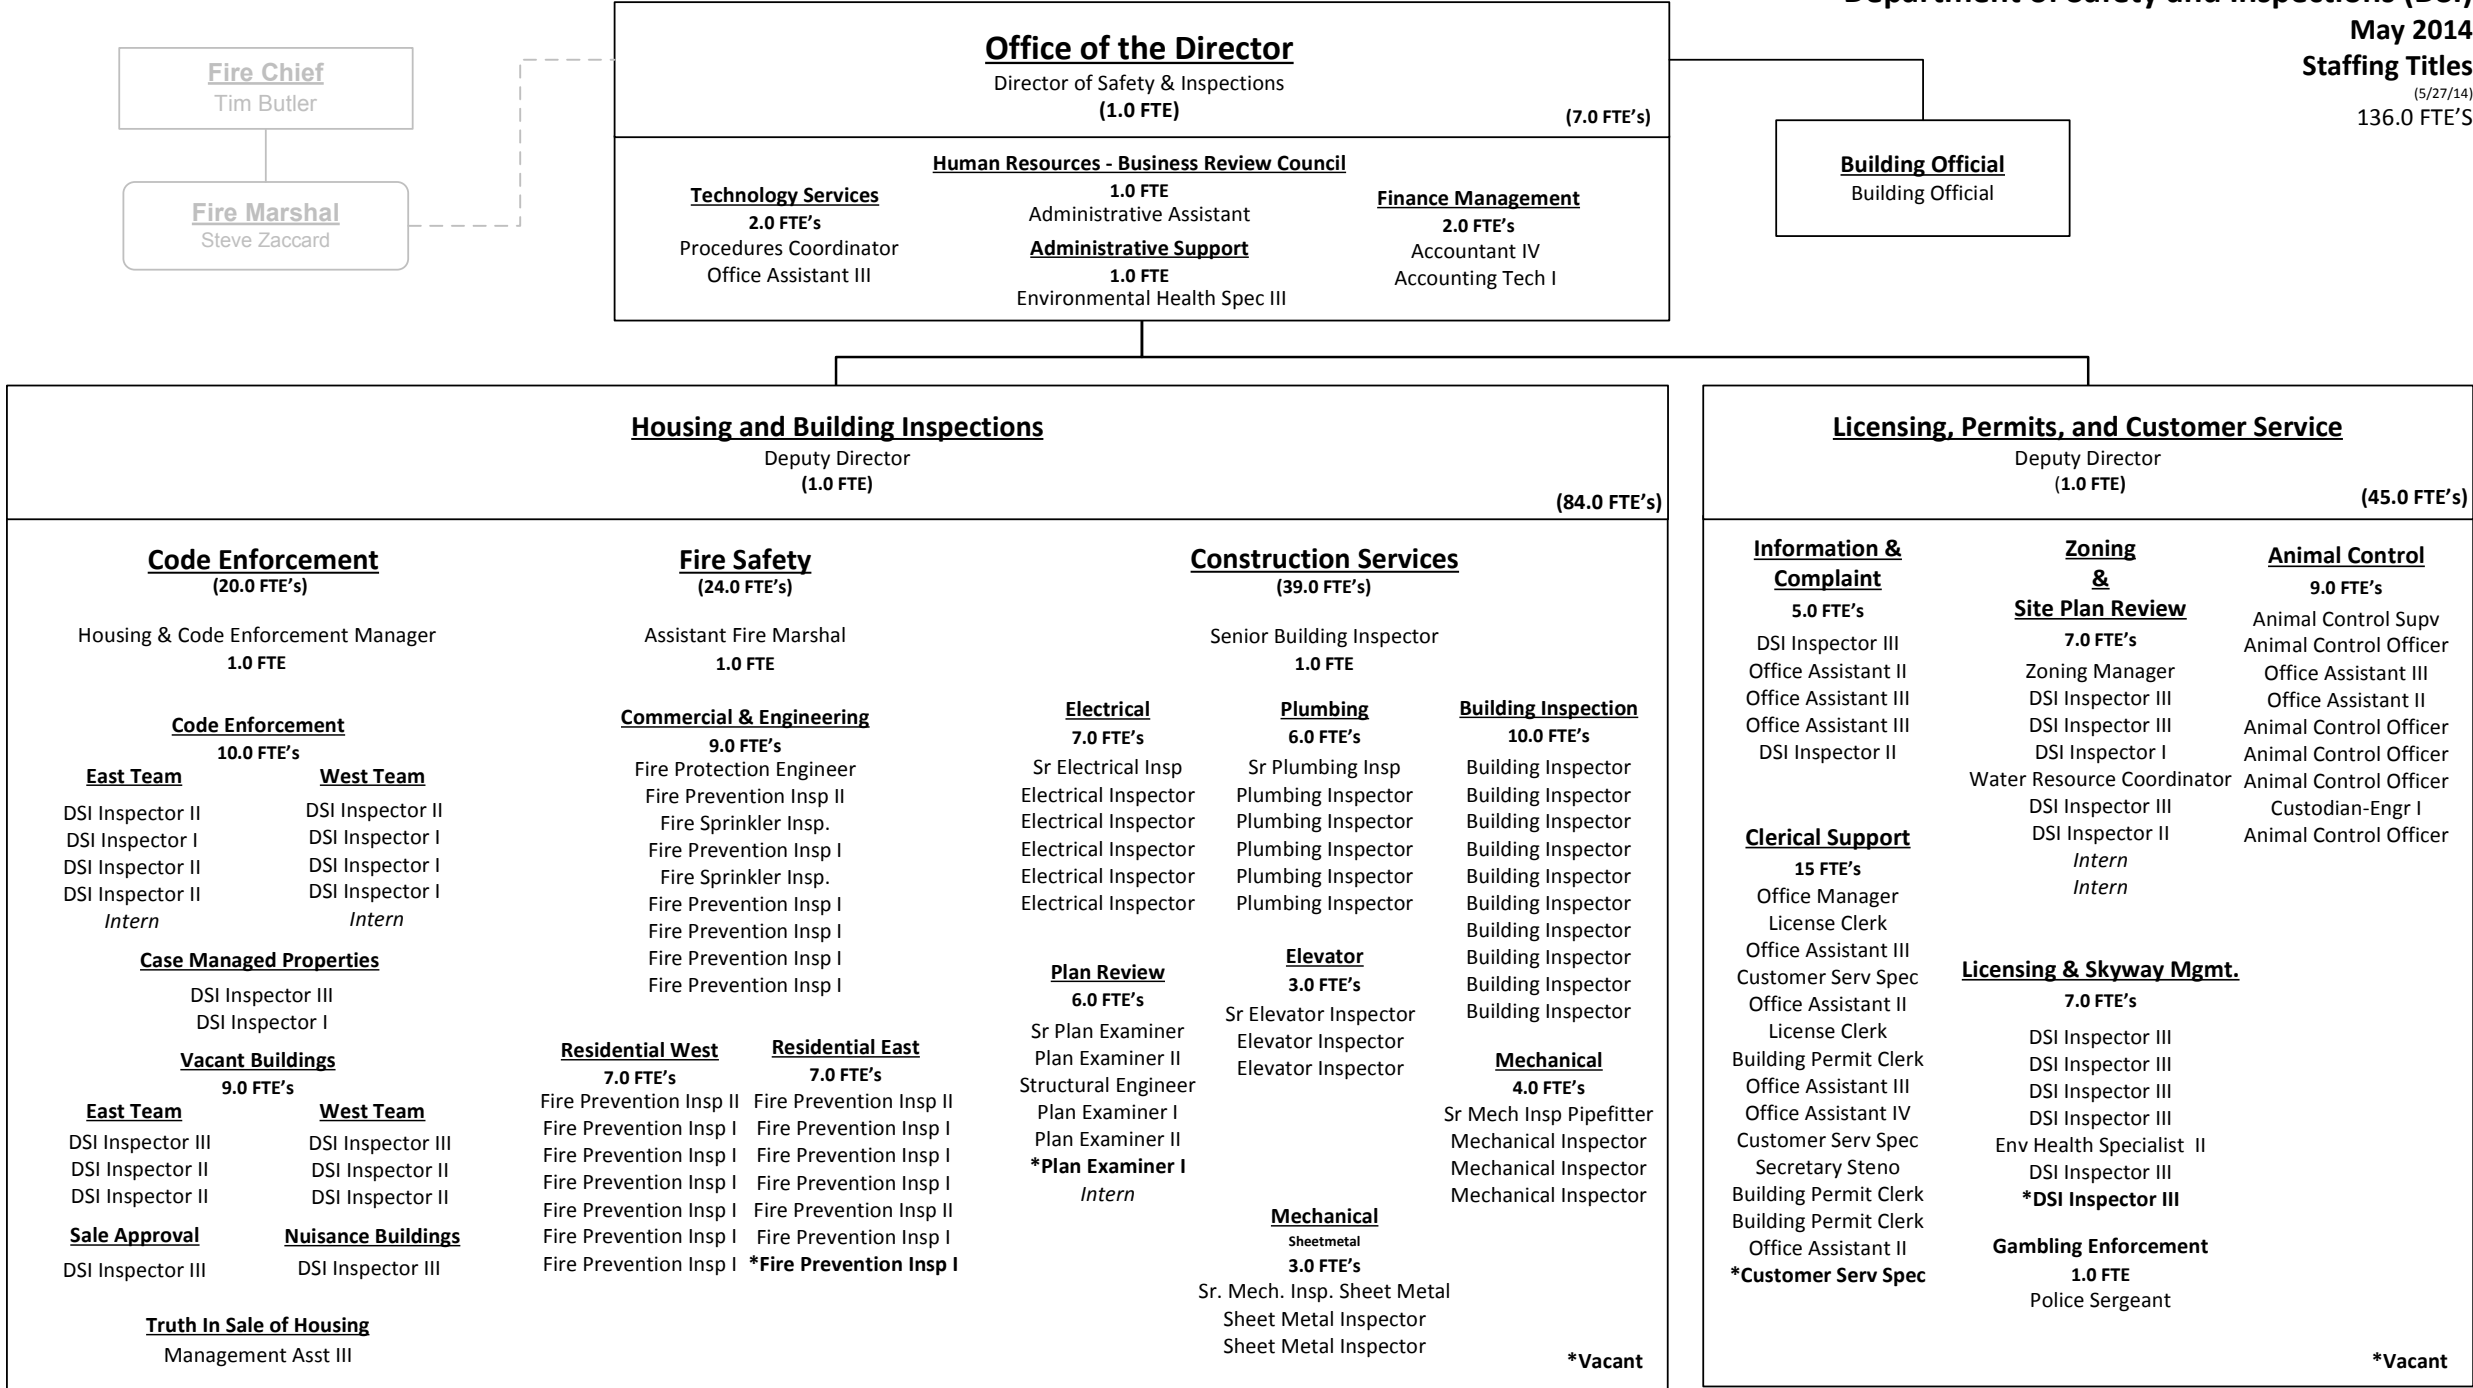 Department of Safety and Inspections (DSI)
May 2014
Staffing Titles
(5/27/14)
136.0 FTE'S
Fire Chief
Tim Butler
Fire Marshal
Steve Zaccard
Office of the Director
Director of Safety & Inspections
(1.0 FTE)
(7.0 FTE's)
Technology Services
2.0 FTE's
Procedures Coordinator
Office Assistant III
Human Resources - Business Review Council
1.0 FTE
Administrative Assistant
Administrative Support
1.0 FTE
Environmental Health Spec III
Finance Management
2.0 FTE's
Accountant IV
Accounting Tech I
Building Official
Building Official
Housing and Building Inspections
Deputy Director
(1.0 FTE)
(84.0 FTE's)
Code Enforcement
(20.0 FTE's)
Housing & Code Enforcement Manager
1.0 FTE
Code Enforcement
10.0 FTE's
East Team
DSI Inspector II
DSI Inspector I
DSI Inspector II
DSI Inspector II
Intern
West Team
DSI Inspector II
DSI Inspector I
DSI Inspector I
DSI Inspector I
Intern
Case Managed Properties
DSI Inspector III
DSI Inspector I
Vacant Buildings
9.0 FTE's
East Team
DSI Inspector III
DSI Inspector II
DSI Inspector II
West Team
DSI Inspector III
DSI Inspector II
DSI Inspector II
Sale Approval
DSI Inspector III
Nuisance Buildings
DSI Inspector III
Truth In Sale of Housing
Management Asst III
Fire Safety
(24.0 FTE's)
Assistant Fire Marshal
1.0 FTE
Commercial & Engineering
9.0 FTE's
Fire Protection Engineer
Fire Prevention Insp II
Fire Sprinkler Insp.
Fire Prevention Insp I
Fire Sprinkler Insp.
Fire Prevention Insp I
Fire Prevention Insp I
Fire Prevention Insp I
Fire Prevention Insp I
Residential West
7.0 FTE's
Fire Prevention Insp II
Fire Prevention Insp I
Fire Prevention Insp I
Fire Prevention Insp I
Fire Prevention Insp I
Fire Prevention Insp I
Fire Prevention Insp I
Residential East
7.0 FTE's
Fire Prevention Insp II
Fire Prevention Insp I
Fire Prevention Insp I
Fire Prevention Insp I
Fire Prevention Insp II
Fire Prevention Insp I
*Fire Prevention Insp I
Construction Services
(39.0 FTE's)
Senior Building Inspector
1.0 FTE
Electrical
7.0 FTE's
Sr Electrical Insp
Electrical Inspector
Electrical Inspector
Electrical Inspector
Electrical Inspector
Electrical Inspector
Plumbing
6.0 FTE's
Sr Plumbing Insp
Plumbing Inspector
Plumbing Inspector
Plumbing Inspector
Plumbing Inspector
Plumbing Inspector
Building Inspection
10.0 FTE's
Building Inspector
Building Inspector
Building Inspector
Building Inspector
Building Inspector
Building Inspector
Building Inspector
Building Inspector
Building Inspector
Building Inspector
Plan Review
6.0 FTE's
Sr Plan Examiner
Plan Examiner II
Structural Engineer
Plan Examiner I
Plan Examiner II
*Plan Examiner I
Intern
Elevator
3.0 FTE's
Sr Elevator Inspector
Elevator Inspector
Elevator Inspector
Mechanical
4.0 FTE's
Sr Mech Insp Pipefitter
Mechanical Inspector
Mechanical Inspector
Mechanical Inspector
Mechanical
Sheetmetal
3.0 FTE's
Sr. Mech. Insp. Sheet Metal
Sheet Metal Inspector
Sheet Metal Inspector
*Vacant
Licensing, Permits, and Customer Service
Deputy Director
(1.0 FTE)
(45.0 FTE's)
Information &
Complaint
5.0 FTE's
DSI Inspector III
Office Assistant II
Office Assistant III
Office Assistant III
DSI Inspector II
Clerical Support
15 FTE's
Office Manager
License Clerk
Office Assistant III
Customer Serv Spec
Office Assistant II
License Clerk
Building Permit Clerk
Office Assistant III
Office Assistant IV
Customer Serv Spec
Secretary Steno
Building Permit Clerk
Building Permit Clerk
Office Assistant II
*Customer Serv Spec
Zoning
&
Site Plan Review
7.0 FTE's
Zoning Manager
DSI Inspector III
DSI Inspector III
DSI Inspector I
Water Resource Coordinator
DSI Inspector III
DSI Inspector II
Intern
Intern
Licensing & Skyway Mgmt.
7.0 FTE's
DSI Inspector III
DSI Inspector III
DSI Inspector III
DSI Inspector III
Env Health Specialist II
DSI Inspector III
*DSI Inspector III
Gambling Enforcement
1.0 FTE
Police Sergeant
Animal Control
9.0 FTE's
Animal Control Supv
Animal Control Officer
Office Assistant III
Office Assistant II
Animal Control Officer
Animal Control Officer
Animal Control Officer
Custodian-Engr I
Animal Control Officer
*Vacant